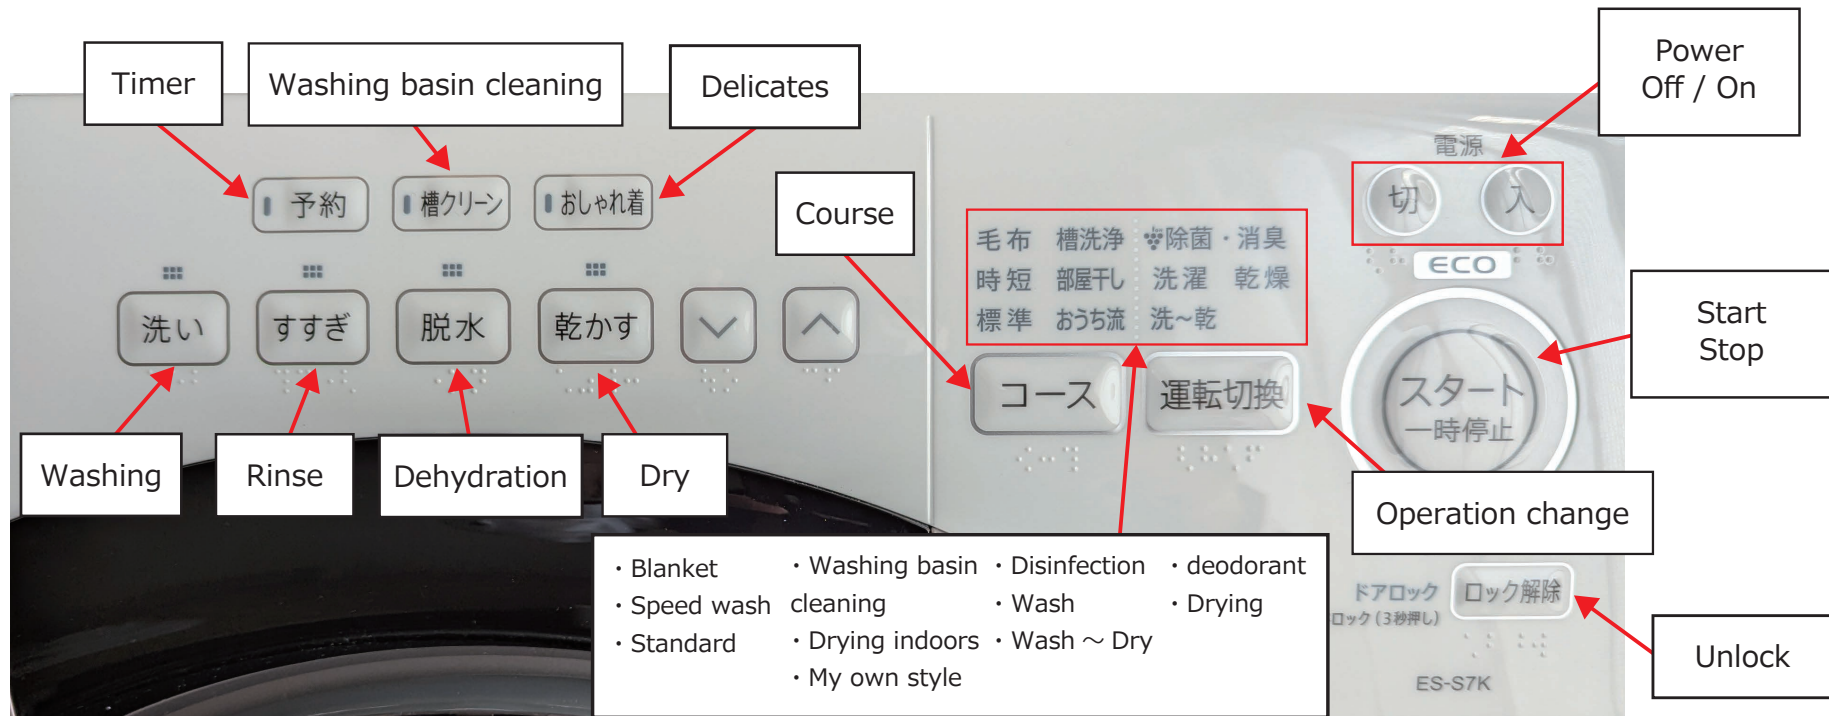 Timer
Washing basin cleaning
Delicates
Power
Off / On
電源
切 入
予約
槽クリーン
おしゃれ着
Course
毛布 槽洗浄 除菌・消臭
時短 部屋干し 洗濯 乾燥
標準 おうち流 洗～乾
ECO
洗い
すすぎ
脱水
乾かす
コース
運転切換
スタート
一時停止
Start
Stop
Washing
Rinse
Dehydration
Dry
Operation change
・Blanket
・Speed wash
・Standard
・Washing basin
cleaning
・Drying indoors
・My own style
・Disinfection
・Wash
・Wash ～ Dry
・deodorant
・Drying
ドアロック
ロック(3秒押し)
ロック解除
Unlock
ES-S7K